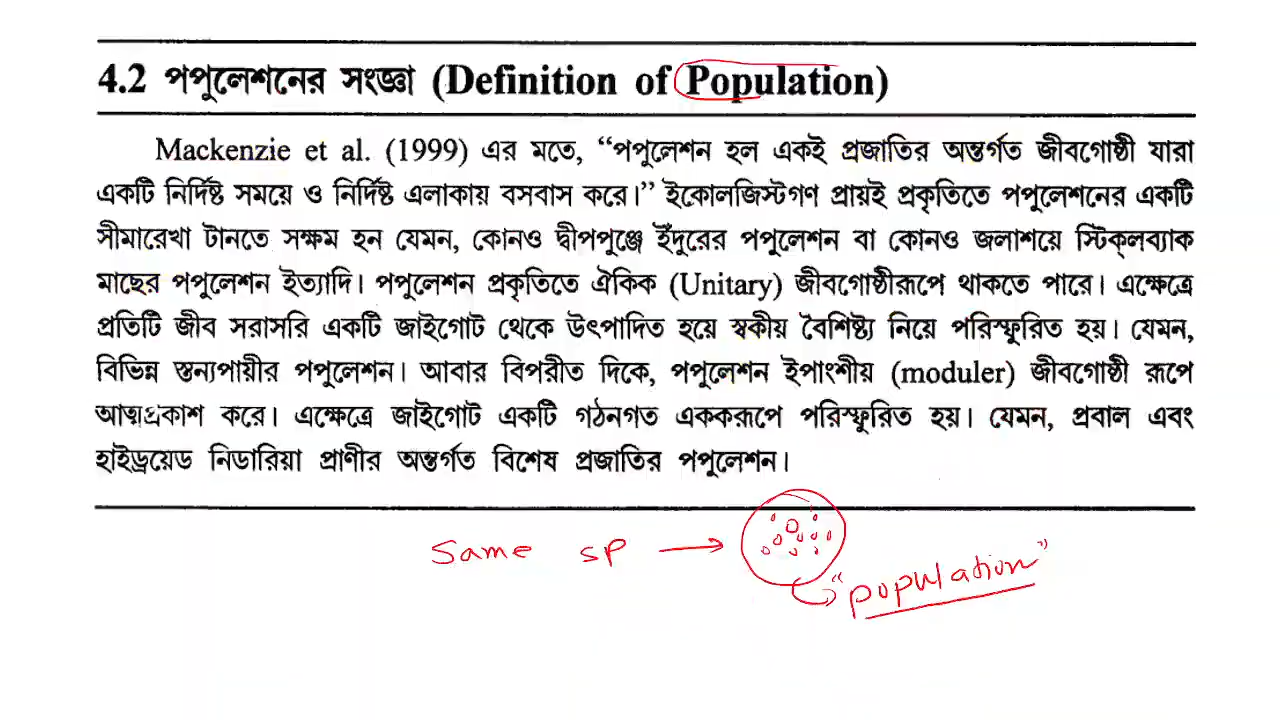 4.2 পপুলেশনের সংজ্ঞা (Definition of Population)
Mackenzie et al. (1999) এর মতে, “পপুলেশন হল একই প্রজাতির অন্তর্গত জীবগোষ্ঠী যারা
একটি নির্দিষ্ট সময়ে ও নির্দিষ্ট এলাকায় বসবাস করে।” ইকোলজিস্টগণ প্রায়ই প্রকৃতিতে পপুলেশনের একটি
সীমারেখা টানতে সক্ষম হন যেমন, কোনও দ্বীপপুঞ্জে ইঁদুরের পপুলেশন বা কোনও জলাশয়ে স্টিক্‌লব্যাক
মাছের পপুলেশন ইত্যাদি। পপুলেশন প্রকৃতিতে ঐকিক (Unitary) জীবগোষ্ঠীরূপে থাকতে পারে। এক্ষেত্রে
প্রতিটি জীব সরাসরি একটি জাইগোট থেকে উৎপাদিত হয়ে স্বকীয় বৈশিষ্ট্য নিয়ে পরিস্ফুরিত হয়। যেমন,
বিভিন্ন স্তন্যপায়ীর পপুলেশন। আবার বিপরীত দিকে, পপুলেশন ইপাংশীয় (moduler) জীবগোষ্ঠী রূপে
আত্মপ্রকাশ করে। এক্ষেত্রে জাইগোট একটি গঠনগত এককরূপে পরিস্ফুরিত হয়। যেমন, প্রবাল এবং
হাইড্রয়েড নিডারিয়া প্রাণীর অন্তর্গত বিশেষ প্রজাতির পপুলেশন।
Same sp →
"population"